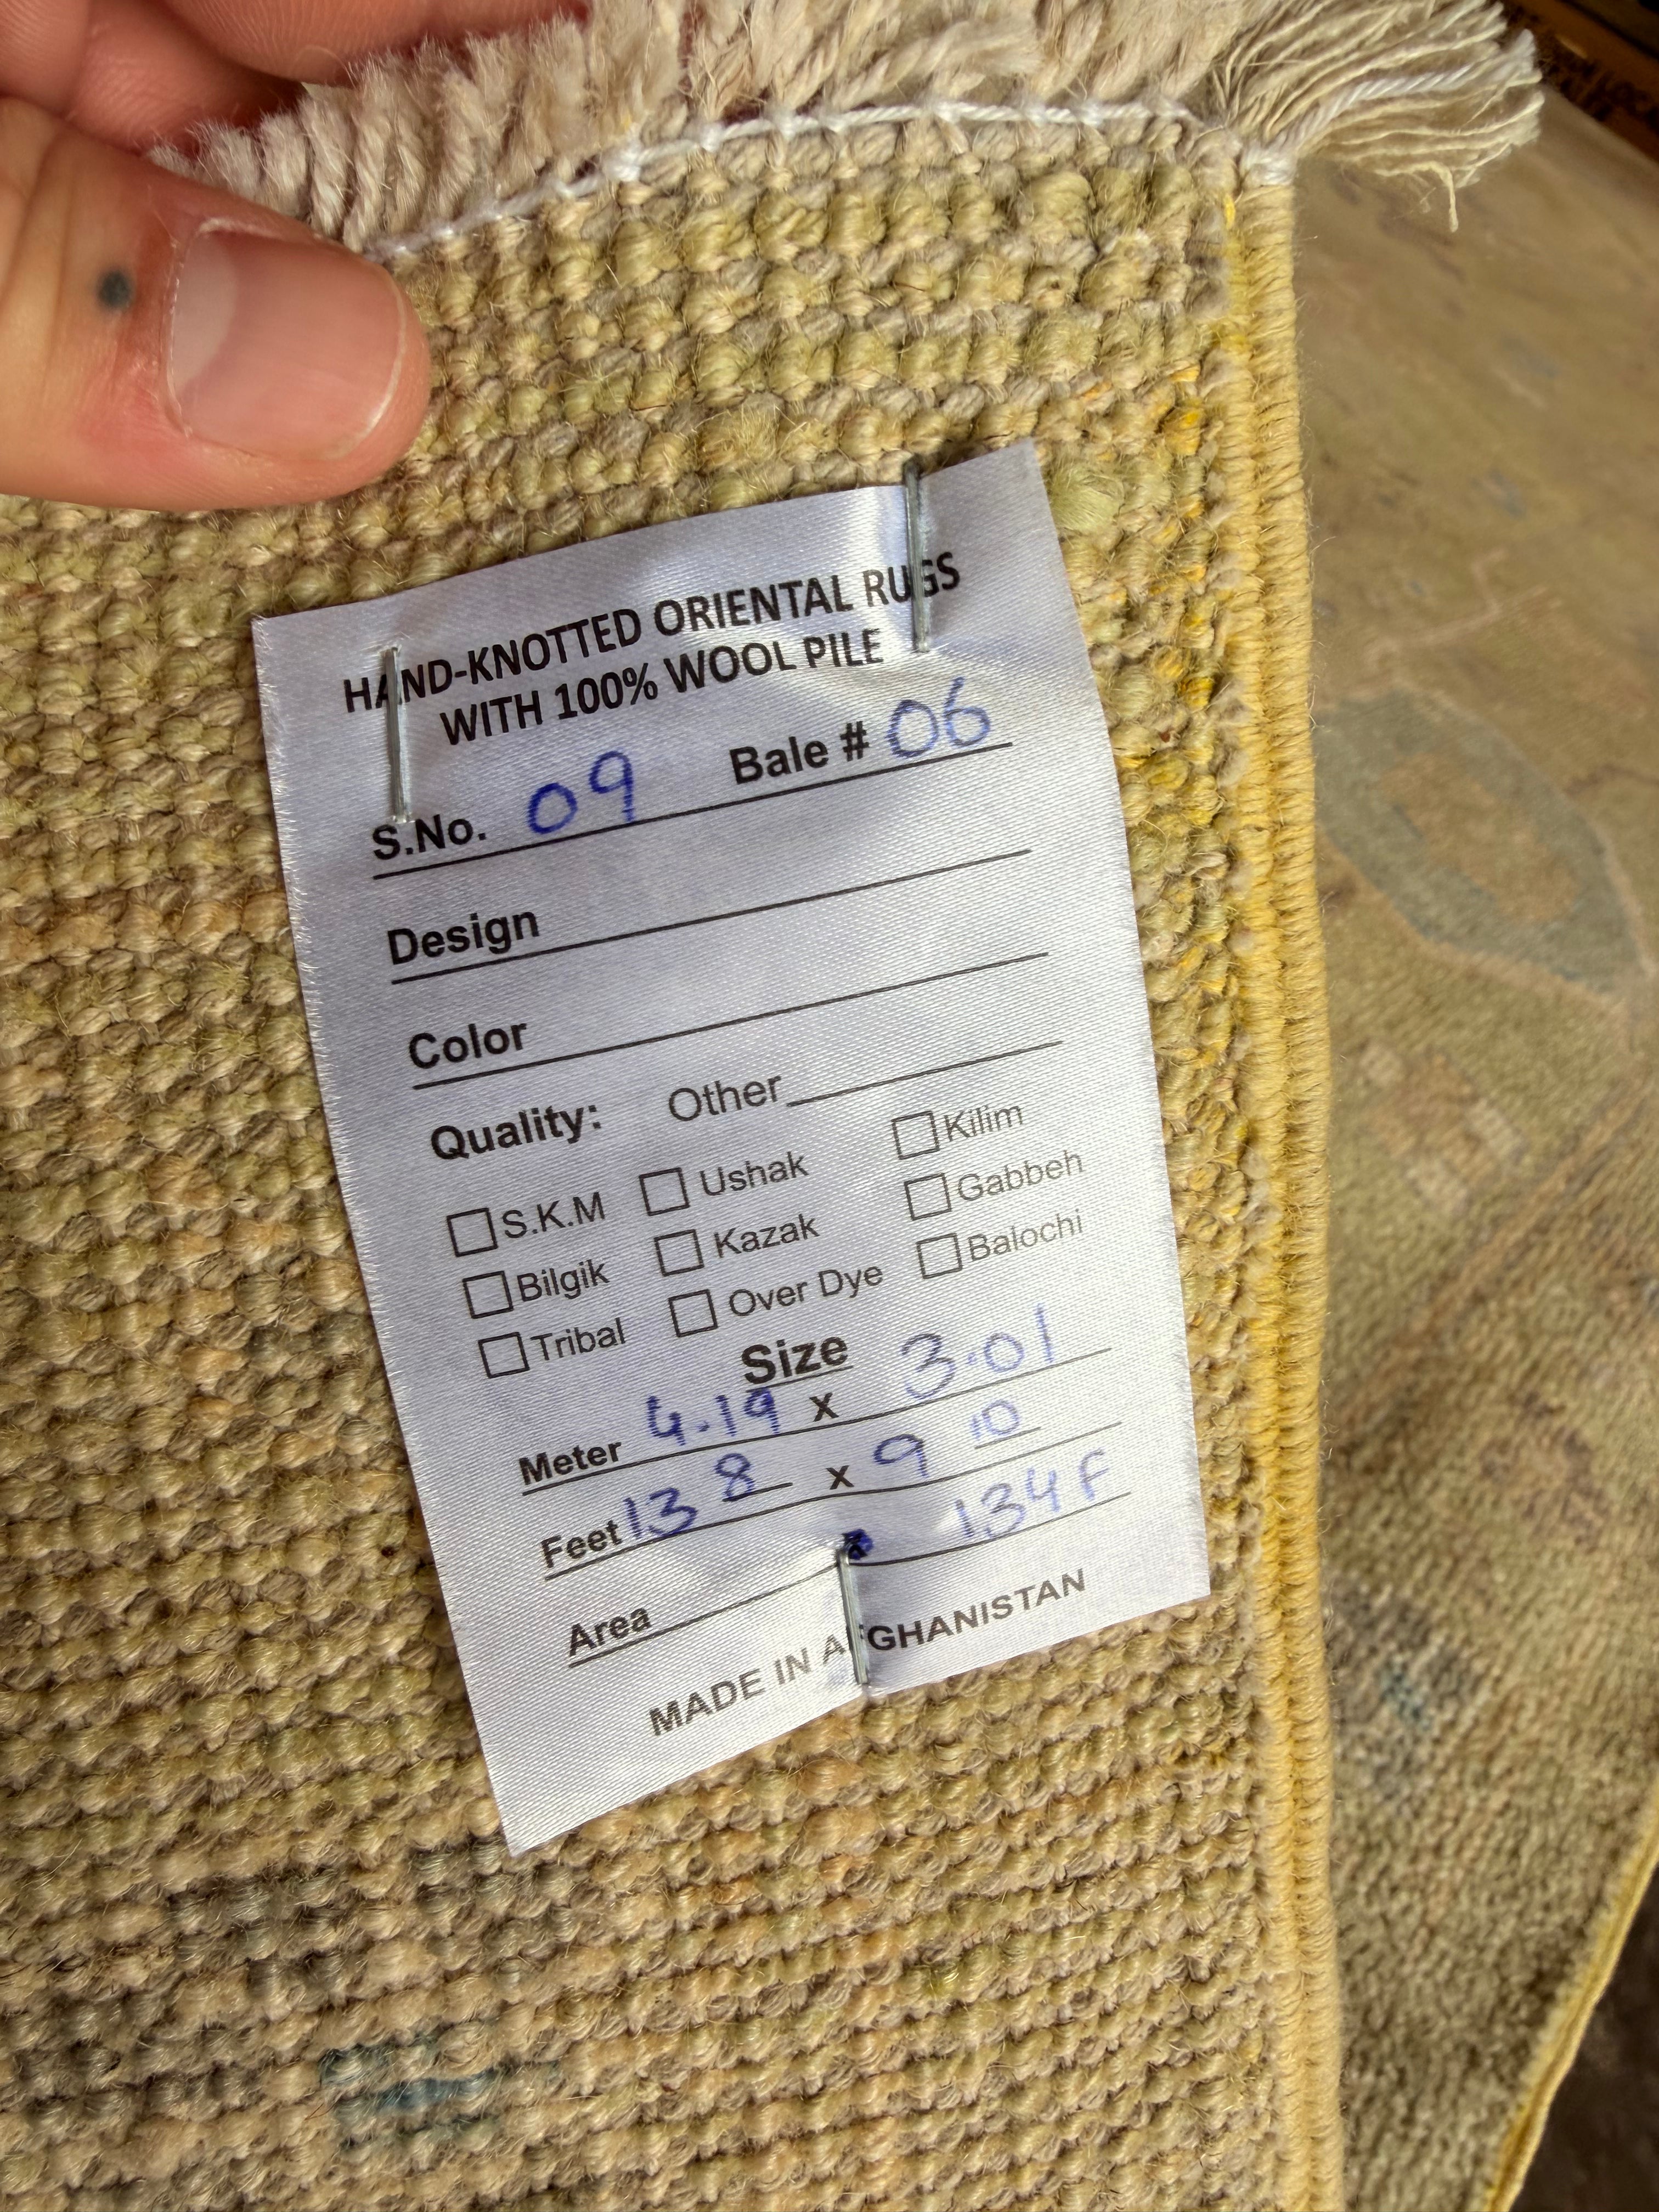 HAND-KNOTTED ORIENTAL RUGS
WITH 100% WOOL PILE
S.No. 09 Bale # 06
Design
Color
Quality: Other
S.K.M Ushak Kilim
Bilgik Kazak Gabbeh
Tribal Over Dye Balochi
Size
Meter 4.19 x 3.01
Feet 13 8 x 9 10
Area 134 F
MADE IN AFGHANISTAN